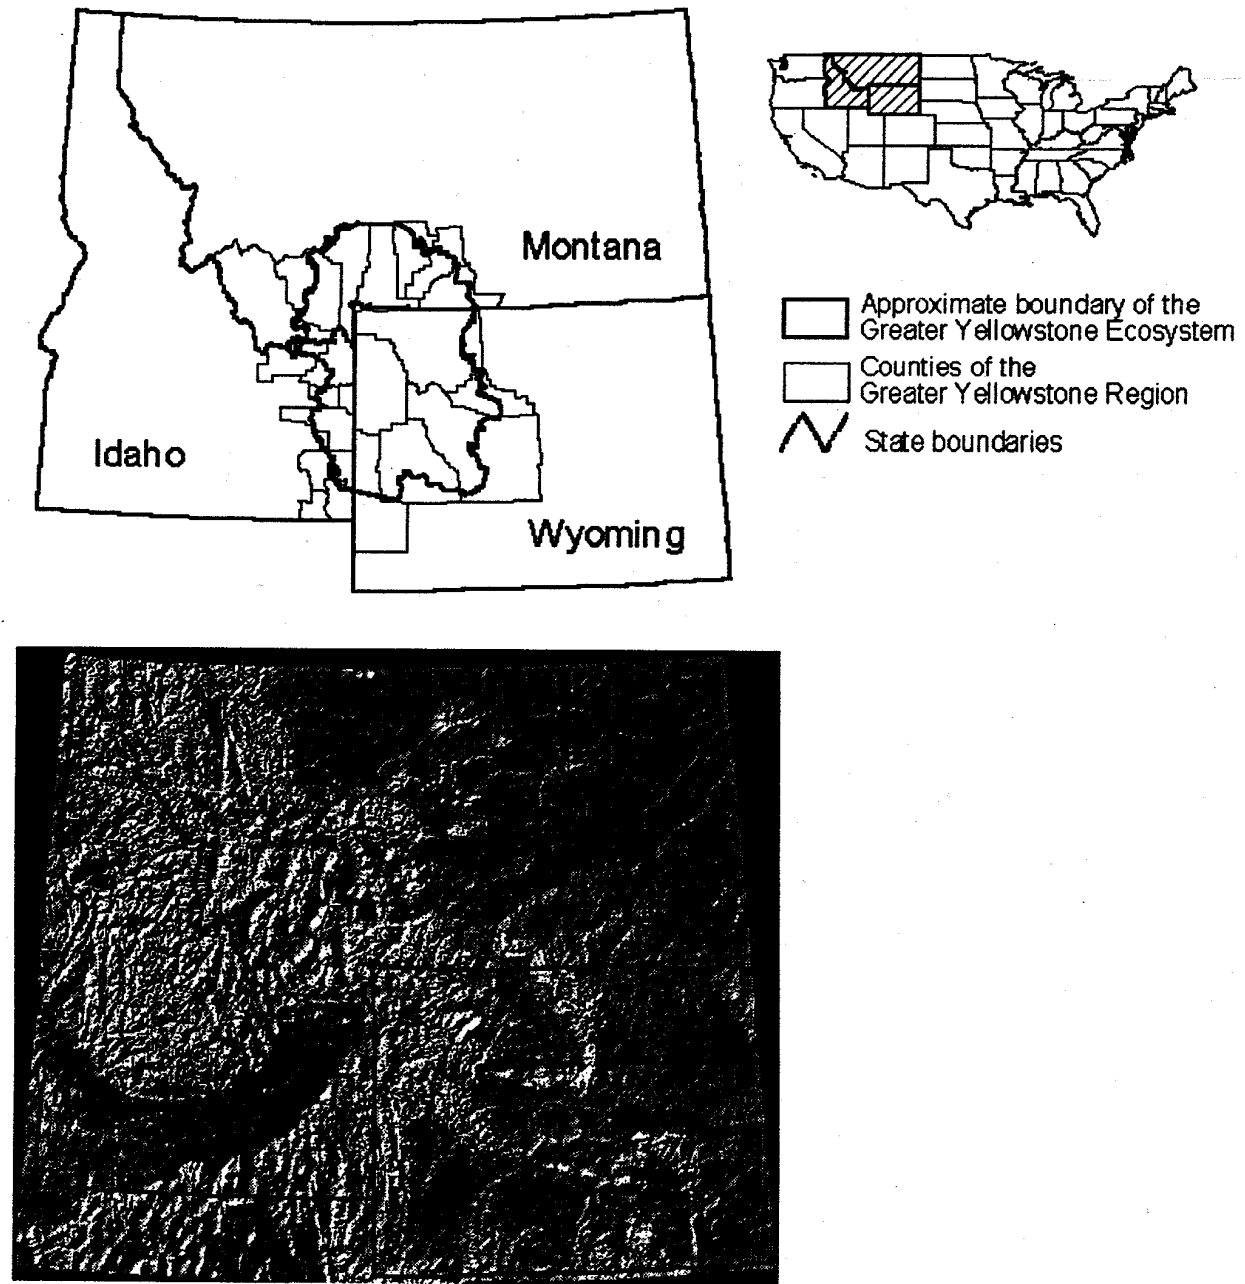 Montana
Idaho
Wyoming
Approximate boundary of the
Greater Yellowstone Ecosystem
Counties of the
Greater Yellowstone Region
State boundaries